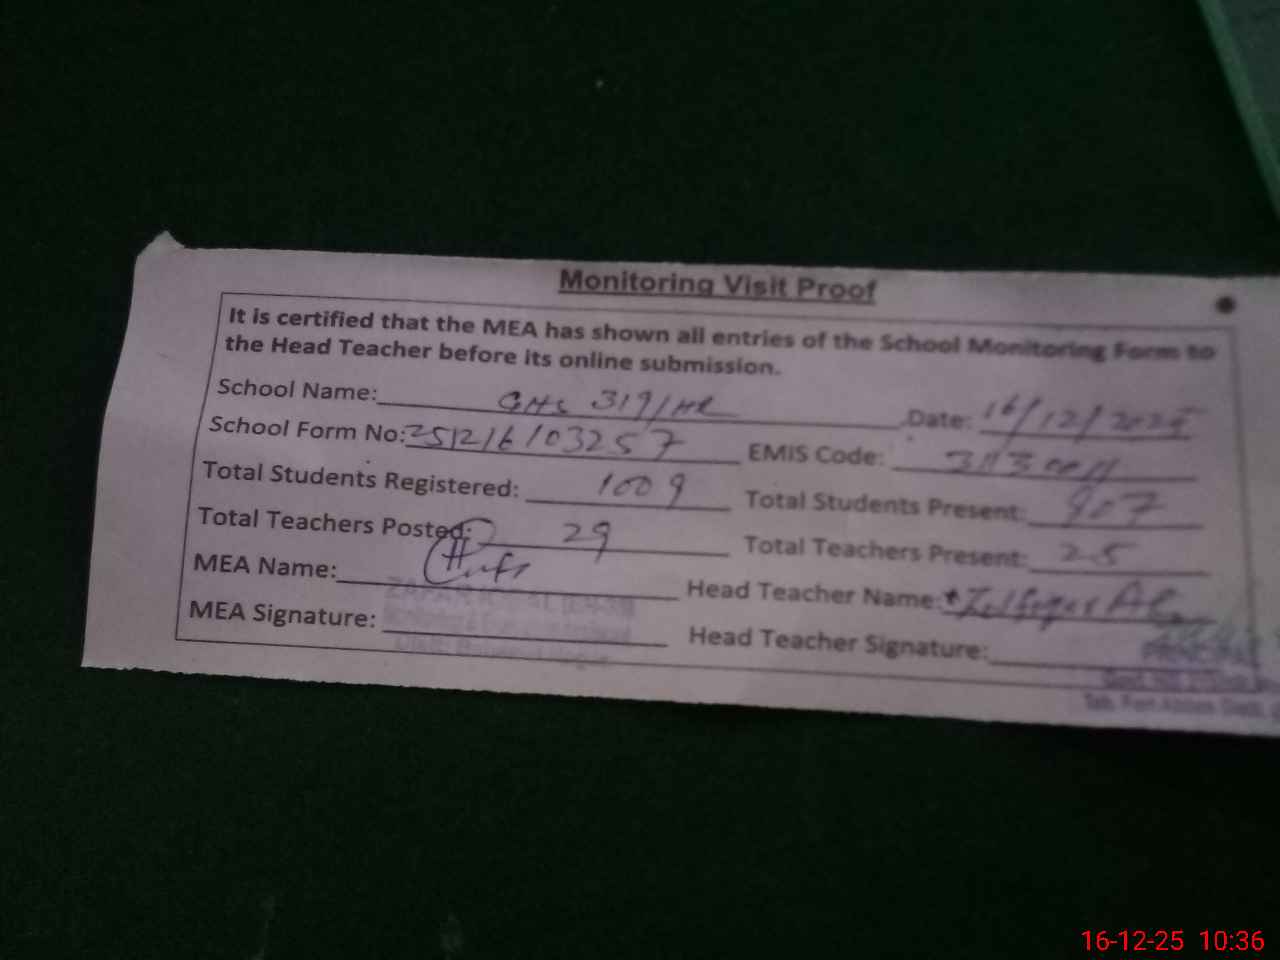 Monitoring Visit Proof
It is certified that the MEA has shown all entries of the School Monitoring Form to
the Head Teacher before its online submission.
School Name: GHS 319/HR Date: 16/12/2025
School Form No: 251216103257 EMIS Code:
Total Students Registered: 1009 Total Students Present: 907
Total Teachers Posted: 29 Total Teachers Present: 25
MEA Name: Head Teacher Name: Zulfiqar Ali
MEA Signature: Head Teacher Signature:
PRINCIPAL
16-12-25 10:36